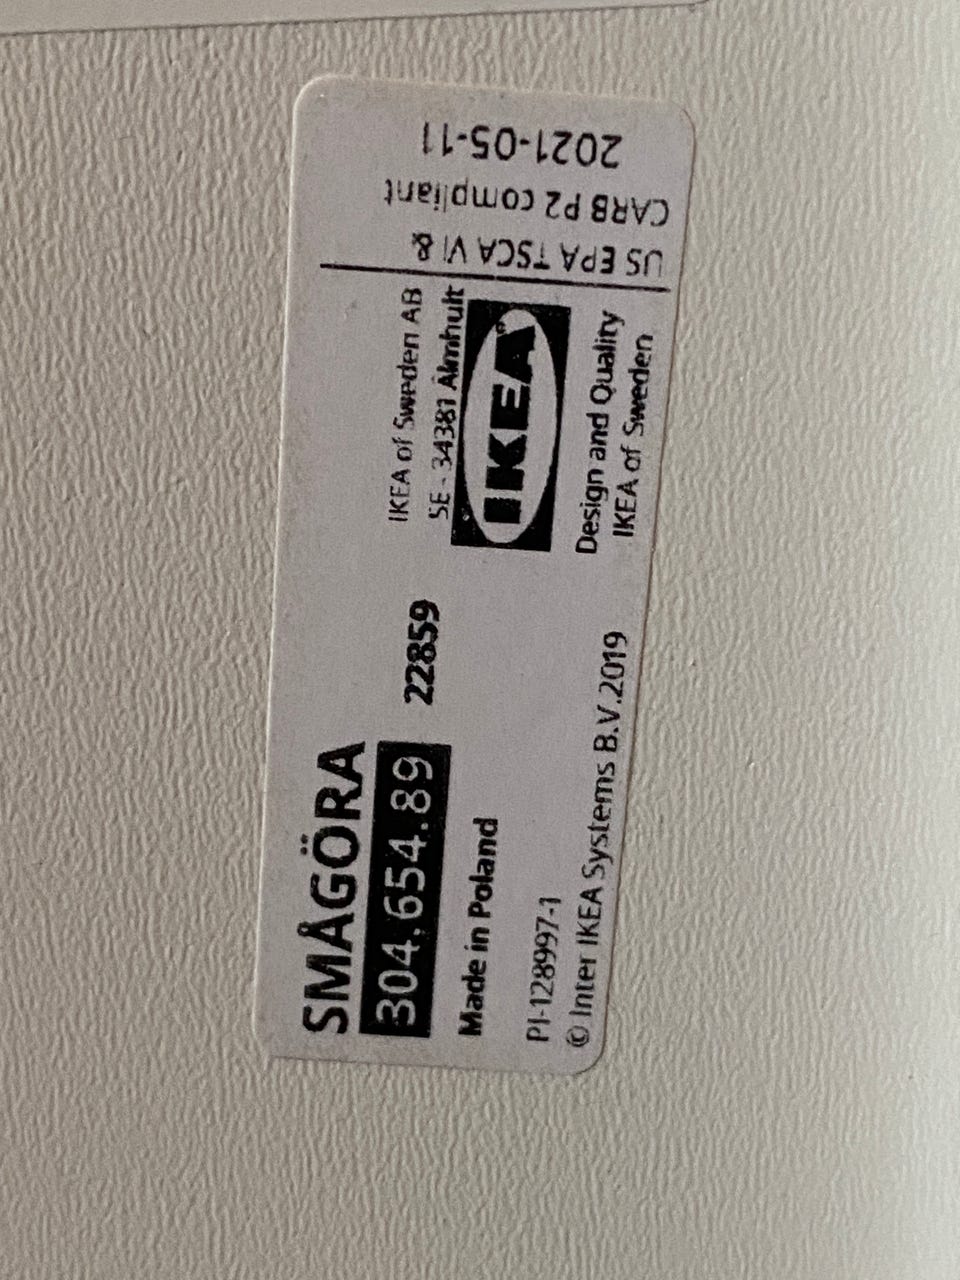 SMÅGÖRA
304.654.89 22859
Made in Poland
PI-128997-1
© Inter IKEA Systems B.V.2019
IKEA of Sweden AB
SE - 34381 Älmhult
IKEA
Design and Quality
IKEA of Sweden
US EPA TSCA VI &
CARB P2 compliant
2021-05-11